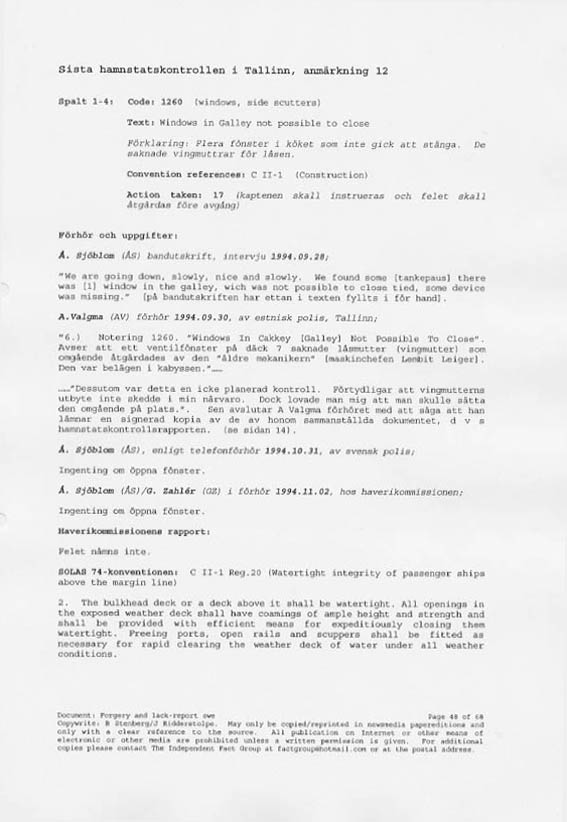 Sista hamnstatskontrollen i Tallinn, anmärkning 12
Spalt 1-4: Code: 1260 (windows, side scutters)
Text: Windows in Galley not possible to close
Förklaring: Flera fönster i köket som inte gick att stänga. De
saknade vingmuttrar för låsen.
Convention references: C II-1 (Construction)
Action taken: 17 (kaptenen skall instrueras och felet skall
åtgärdas före avgång)
Förhör och uppgifter:
Å. Sjöblom (ÅS) bandutskrift, intervju 1994.09.28;
"We are going down, slowly, nice and slowly. We found some [tankepaus] there
was [1] window in the galley, wich was not possible to close tied, some device
was missing." [på bandutskriften har ettan i texten fyllts i för hand].
A.Valgma (AV) förhör 1994.09.30, av estnisk polis, Tallinn;
"6.) Notering 1260. "Windows In Cakkey [Galley] Not Possible To Close".
Avser att ett ventilfönster på däck 7 saknade låsmutter (vingmutter) som
omgående åtgärdades av den "äldre mekanikern" [maskinchefen Lembit Leiger].
Den var belägen i kabyssen."……
……"Dessutom var detta en icke planerad kontroll. Förtydligar att vingmutterns
utbyte inte skedde i min närvaro. Dock lovade man mig att man skulle sätta
den omgående på plats.". Sen avslutar A Valgma förhöret med att säga att han
lämnar en signerad kopia av de av honom sammanställda dokumentet, d v s
hamnstatskontrollsrapporten. (se sidan 14).
Å. Sjöblom (ÅS), enligt telefonförhör 1994.10.31, av svensk polis;
Ingenting om öppna fönster.
Å. Sjöblom (ÅS)/G. Zahlér (GZ) i förhör 1994.11.02, hos haverikommissionen;
Ingenting om öppna fönster.
Haverikommissionens rapport:
Felet nämns inte.
SOLAS 74-konventionen: C II-1 Reg.20 (Watertight integrity of passenger ships
above the margin line)
2. The bulkhead deck or a deck above it shall be watertight. All openings in
the exposed weather deck shall have coamings of ample height and strength and
shall be provided with efficient means for expeditiously closing them
watertight. Freeing ports, open rails and scuppers shall be fitted as
necessary for rapid clearing the weather deck of water under all weather
conditions.
Document: Forgery and lack-report swe Page 48 of 68
Copywrite: B Stenberg/J Ridderstolpe. May only be copied/reprinted in newsmedia papereditions and
only with a clear reference to the source. All publication on Internet or other means of
electronic or other media are prohibited unless a written permission is given. For additional
copies please contact The Independent Fact Group at factgroup@hotmail.com or at the postal address.